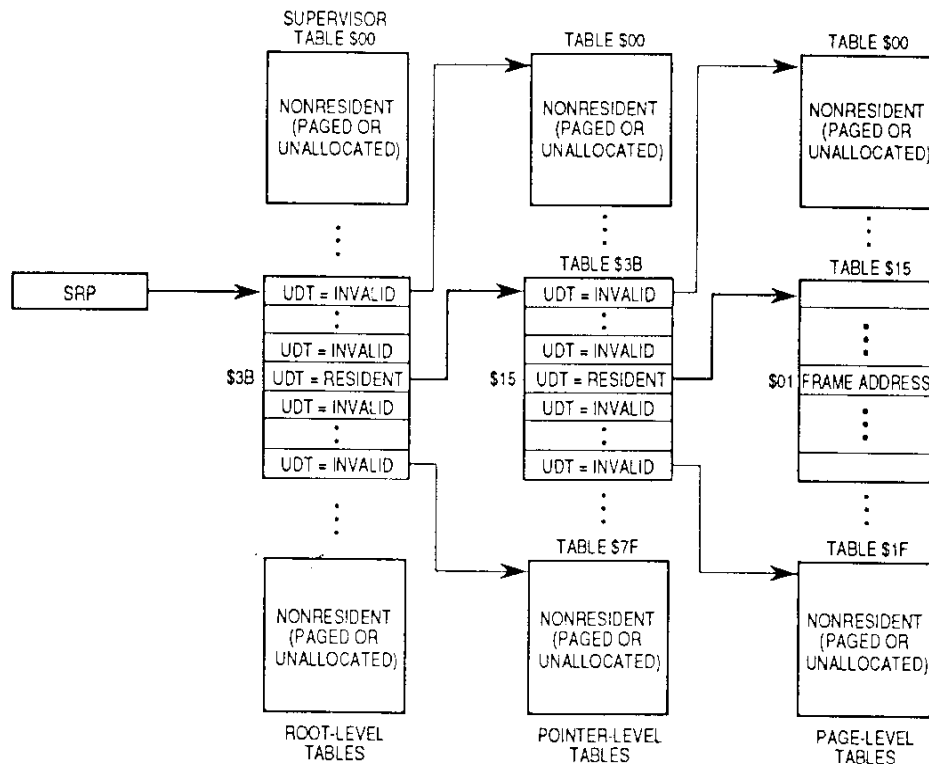 SUPERVISOR
TABLE $00
NONRESIDENT
(PAGED OR
UNALLOCATED)
SRP
UDT = INVALID
UDT = INVALID
$3B
UDT = RESIDENT
UDT = INVALID
UDT = INVALID
NONRESIDENT
(PAGED OR
UNALLOCATED)
ROOT-LEVEL
TABLES
TABLE $00
NONRESIDENT
(PAGED OR
UNALLOCATED)
TABLE $3B
UDT = INVALID
UDT = INVALID
$15
UDT = RESIDENT
UDT = INVALID
UDT = INVALID
TABLE $7F
NONRESIDENT
(PAGED OR
UNALLOCATED)
POINTER-LEVEL
TABLES
TABLE $00
NONRESIDENT
(PAGED OR
UNALLOCATED)
TABLE $15
$01
FRAME ADDRESS
TABLE $1F
NONRESIDENT
(PAGED OR
UNALLOCATED)
PAGE-LEVEL
TABLES